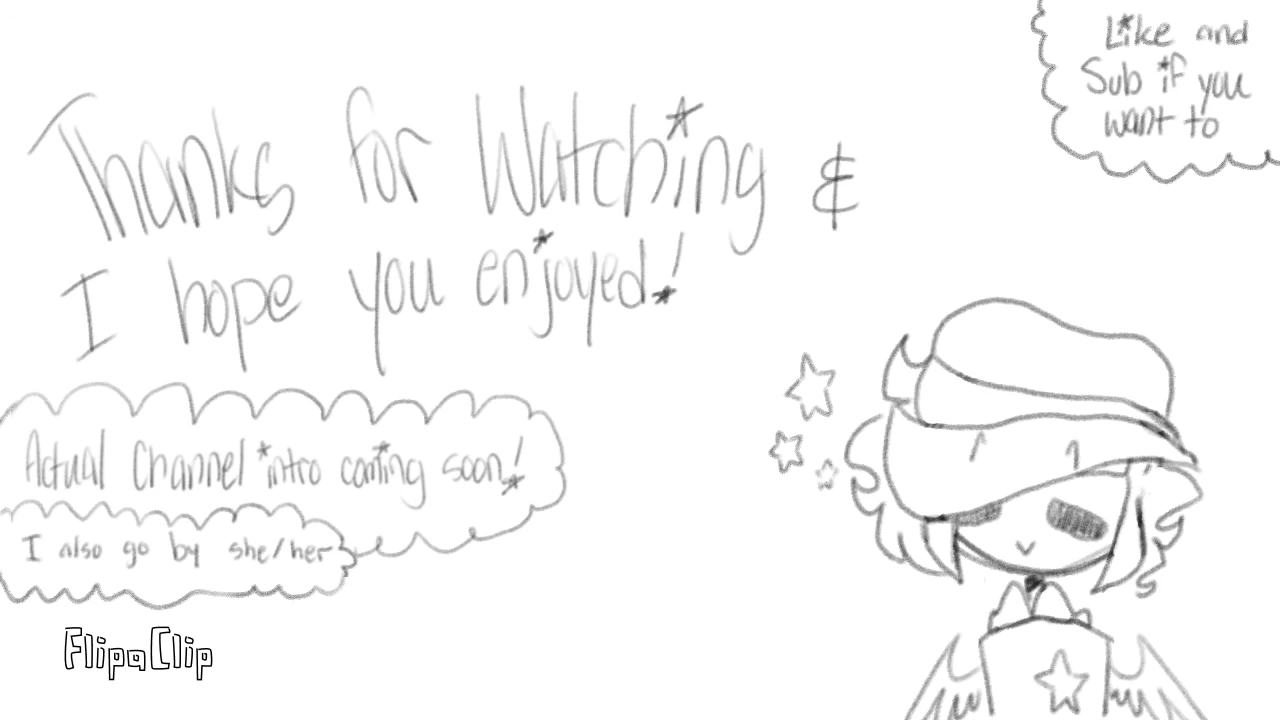 Like and
Sub if you
want to
Thanks for Watching &
I hope you enjoyed!
Actual Channel intro coming soon!
I also go by she/her
FlipaClip